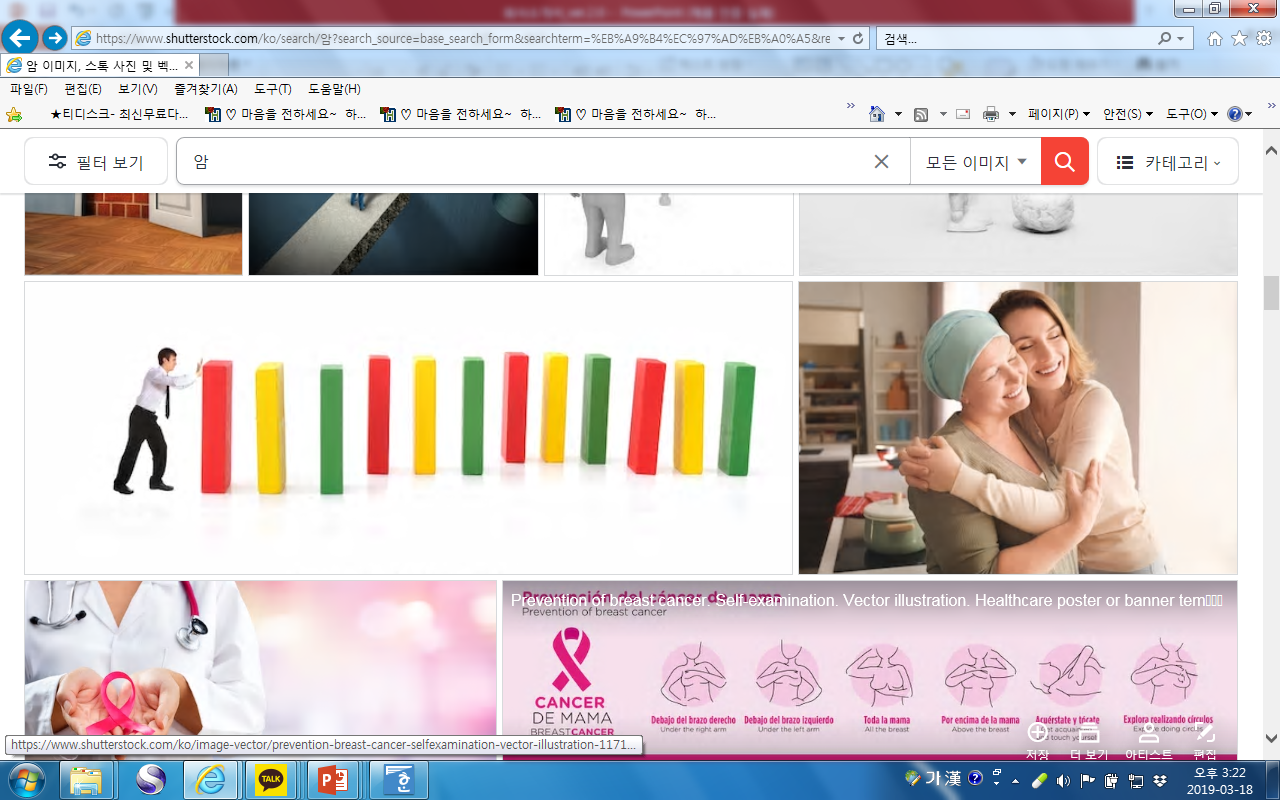 https://www.shutterstock.com/ko/search/암?search_source=base_search_form&searchterm=%EB%A9%B4%EC%97%AD%EB%A0%A5&re
검색...
암 이미지, 스톡 사진 및 벡...
파일(F) 편집(E) 보기(V) 즐겨찾기(A) 도구(T) 도움말(H)
★티디스크- 최신무료다... ♡ 마음을 전하세요~ 하... ♡ 마음을 전하세요~ 하... ♡ 마음을 전하세요~ 하... 페이지(P) 안전(S) 도구(O)
필터 보기 암 모든 이미지 카테고리
Prevención del cáncer de mama
Prevention of breast cancer Self-examination. Vector illustration. Healthcare poster or banner tem
Prevention of breast cancer
CANCER
DE MAMA
BREASTCANCER
Debajo del brazo derecho Debajo del brazo izquierdo Toda la mama Por encima de la mama Acuéstate y tócate Explora realizando círculos
Under the right arm Under the left arm All the breast Above the breast Get acquain and touch yourself Explore doing circles
저장 더 보기 아티스트 편집
https://www.shutterstock.com/ko/image-vector/prevention-breast-cancer-selfexamination-vector-illustration-1171...
TALK
가 漢
오후 3:22
2019-03-18